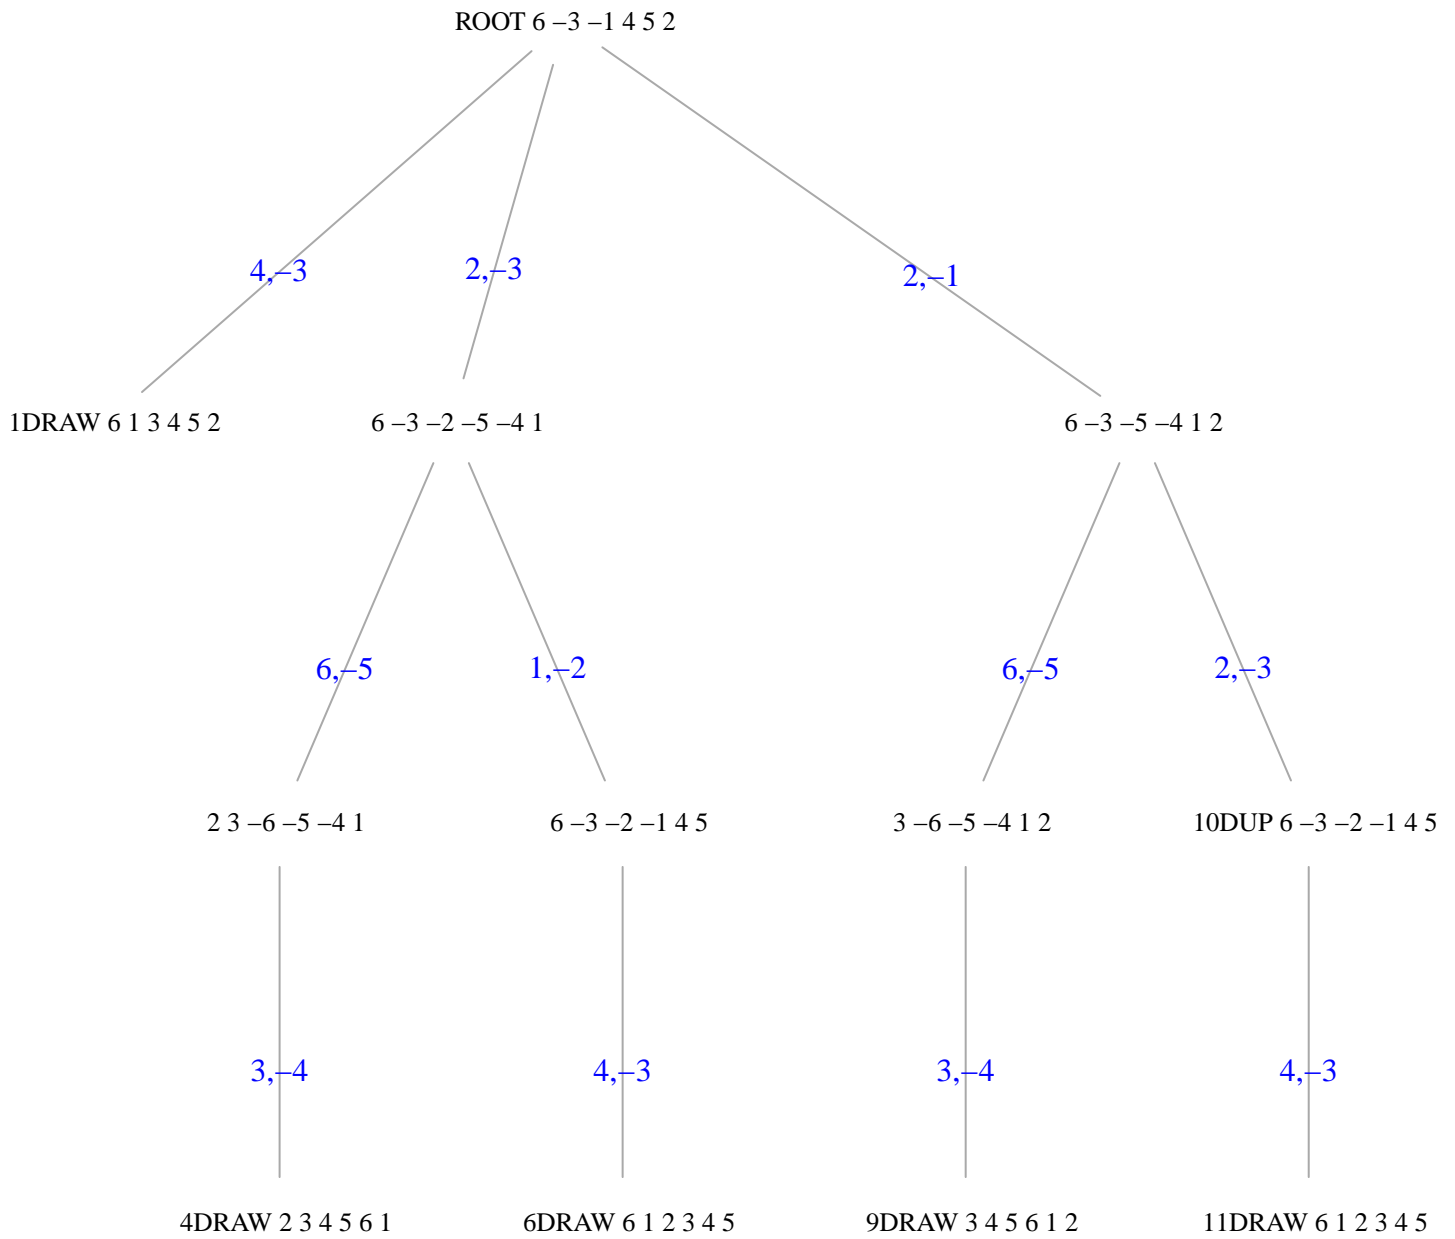 ROOT 6 –3 –1 4 5 2
4,–3
2,–3
2,–1
1DRAW 6 1 3 4 5 2
6 –3 –2 –5 –4 1
6 –3 –5 –4 1 2
6,–5
1,–2
6,–5
2,–3
2 3 –6 –5 –4 1
6 –3 –2 –1 4 5
3 –6 –5 –4 1 2
10DUP 6 –3 –2 –1 4 5
3,–4
4,–3
3,–4
4,–3
4DRAW 2 3 4 5 6 1
6DRAW 6 1 2 3 4 5
9DRAW 3 4 5 6 1 2
11DRAW 6 1 2 3 4 5